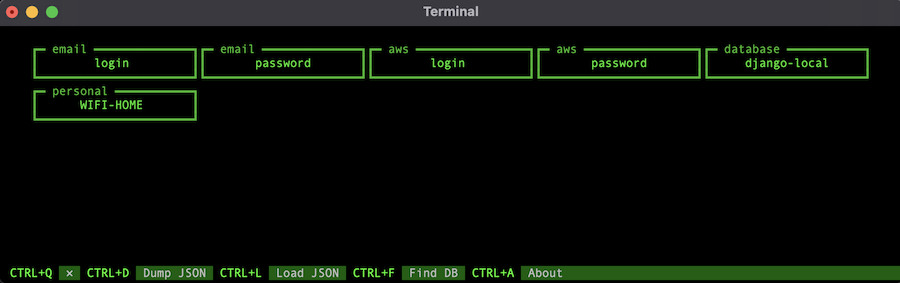 Terminal
email email aws aws database
login password login password django-local
personal
WIFI-HOME
CTRL+Q × CTRL+D Dump JSON CTRL+L Load JSON CTRL+F Find DB CTRL+A About